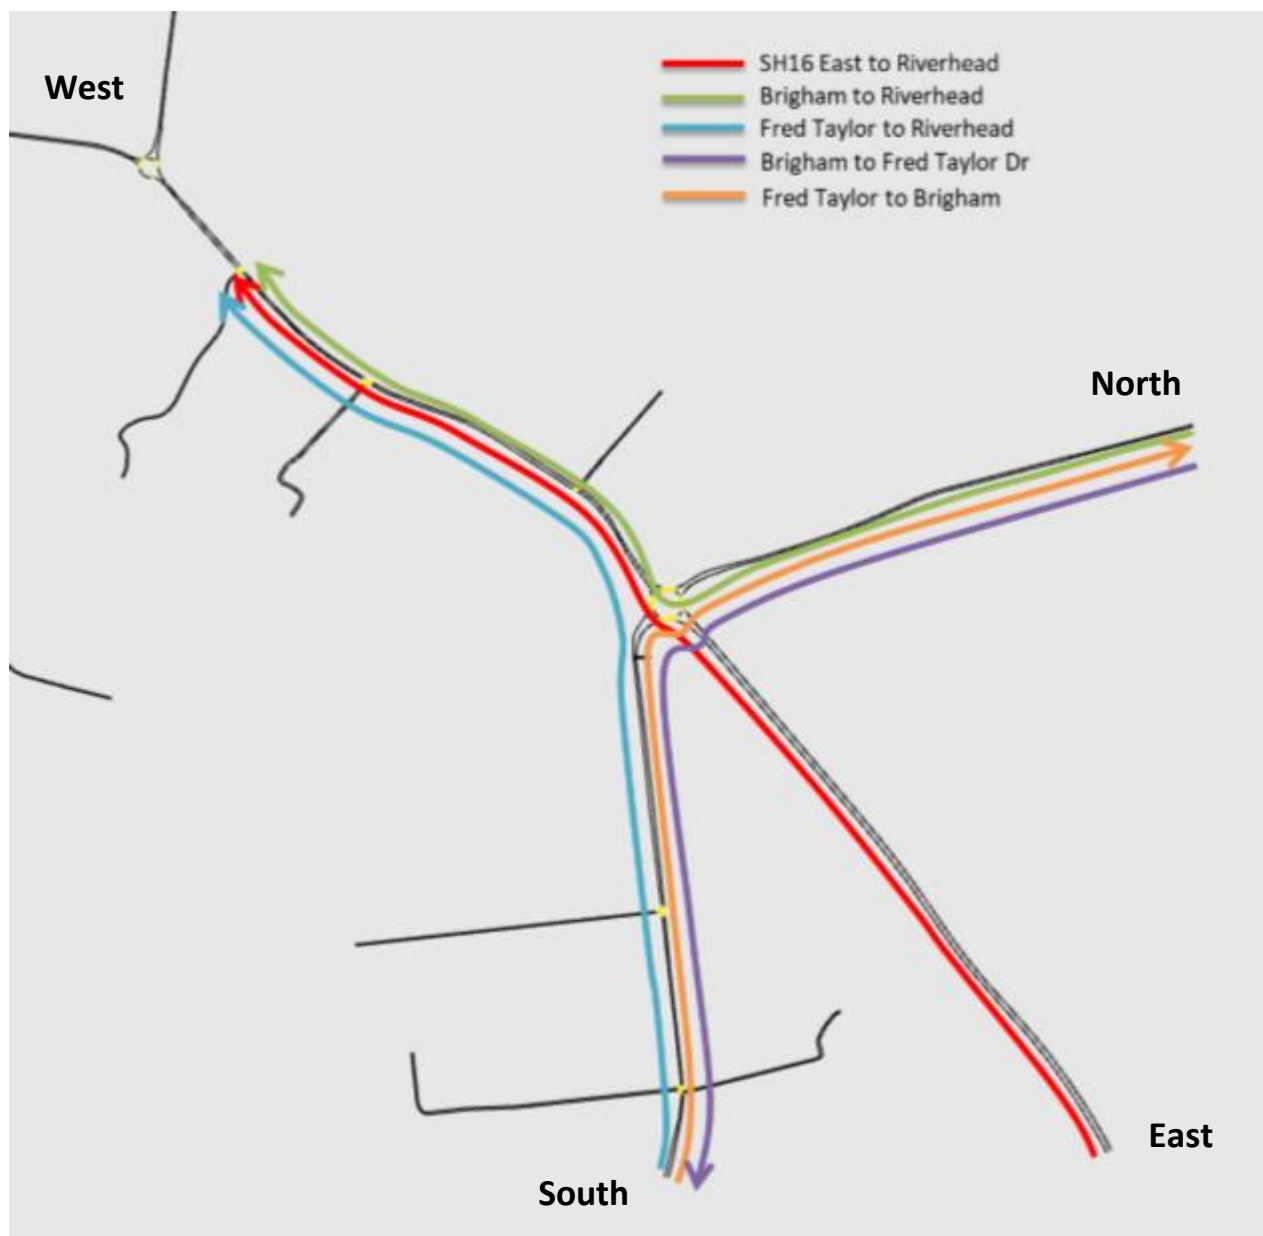 West
SH16 East to Riverhead
Brigham to Riverhead
Fred Taylor to Riverhead
Brigham to Fred Taylor Dr
Fred Taylor to Brigham
North
East
South